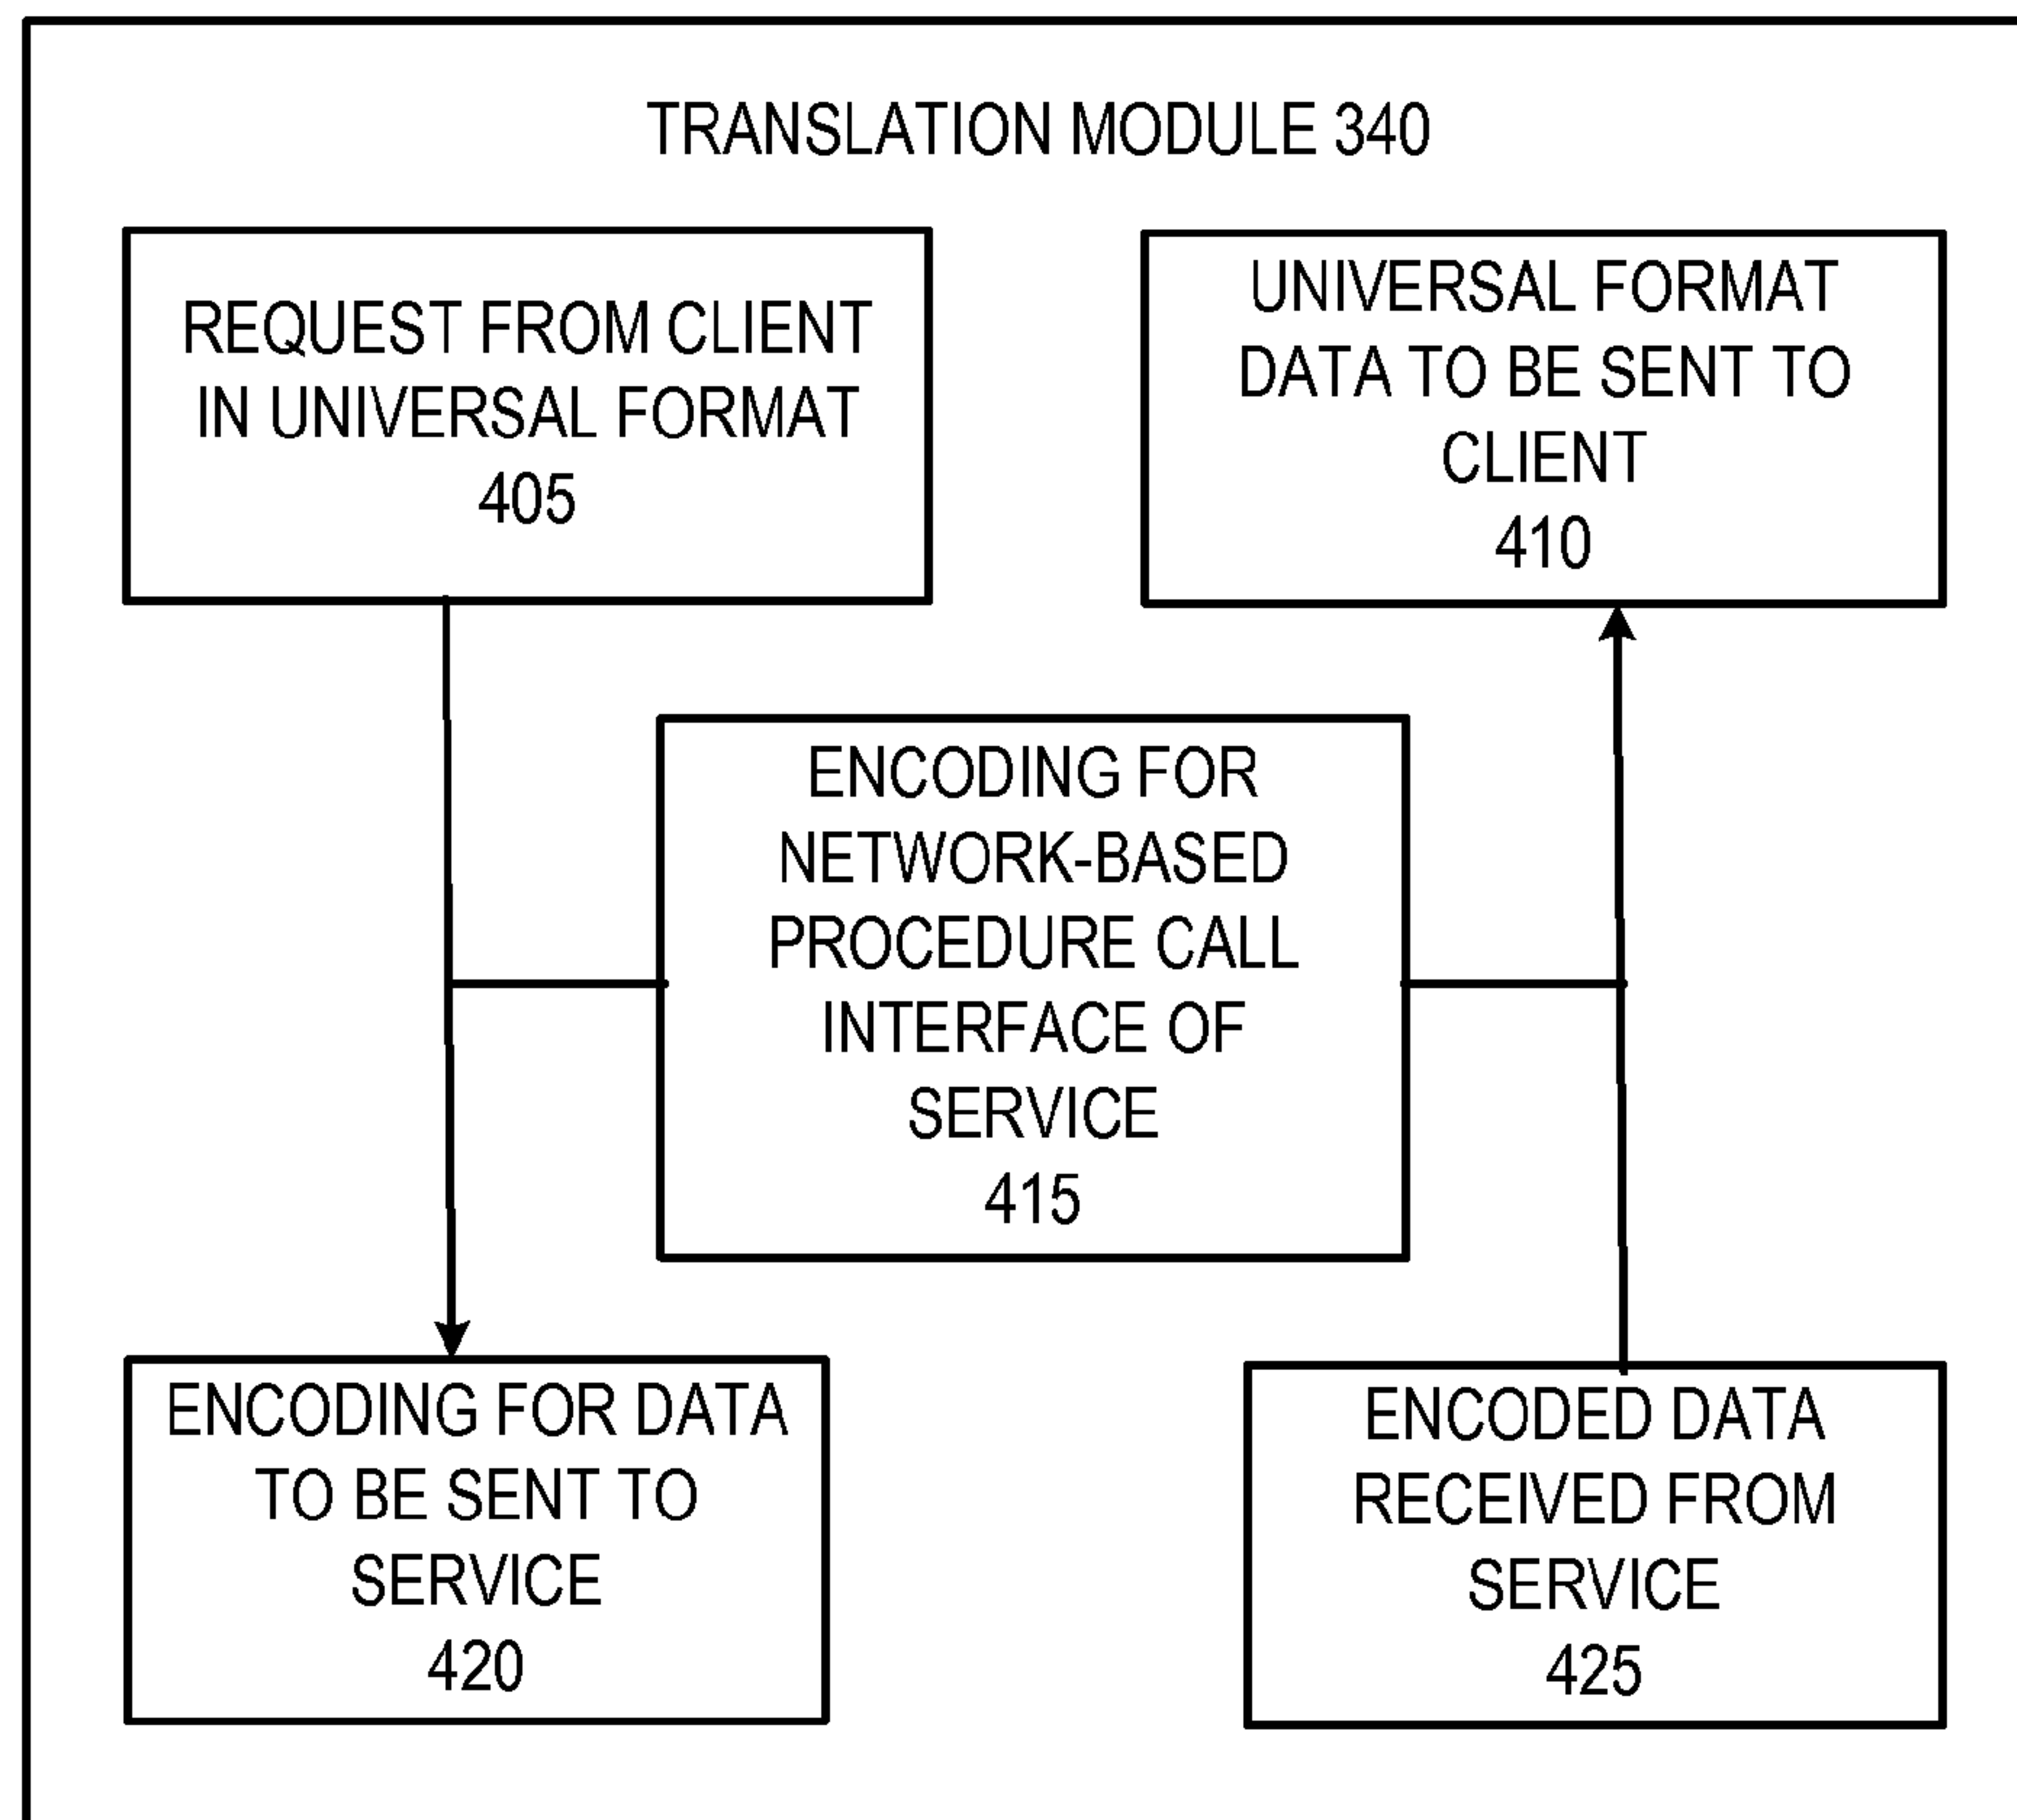 TRANSLATION MODULE 340
REQUEST FROM CLIENT
IN UNIVERSAL FORMAT
405
UNIVERSAL FORMAT
DATA TO BE SENT TO
CLIENT
410
ENCODING FOR
NETWORK-BASED
PROCEDURE CALL
INTERFACE OF
SERVICE
415
ENCODING FOR DATA
TO BE SENT TO
SERVICE
420
ENCODED DATA
RECEIVED FROM
SERVICE
425